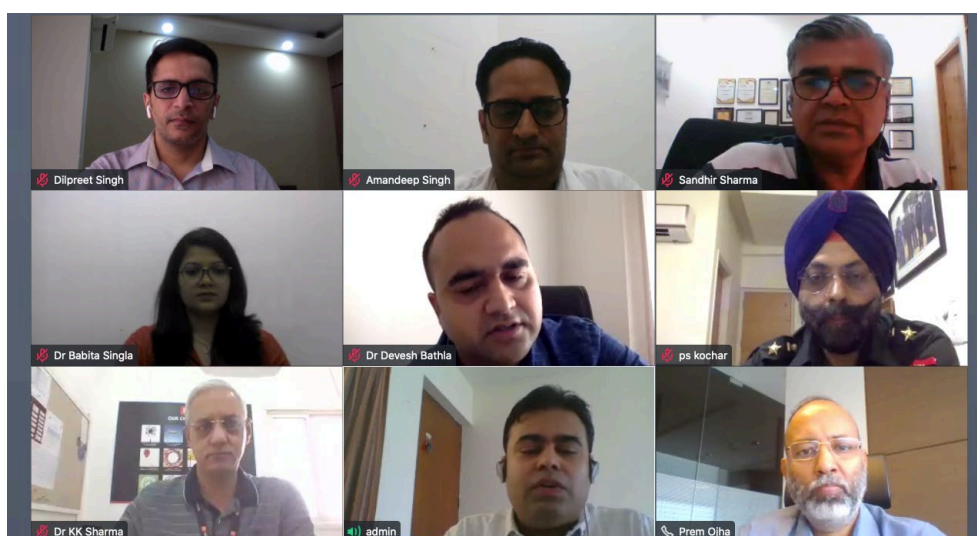 Dilpreet Singh
Amandeep Singh
Sandhir Sharma
Dr Babita Singla
Dr Devesh Bathla
ps kochar
OUR
Dr KK Sharma
admin
Prem Ojha